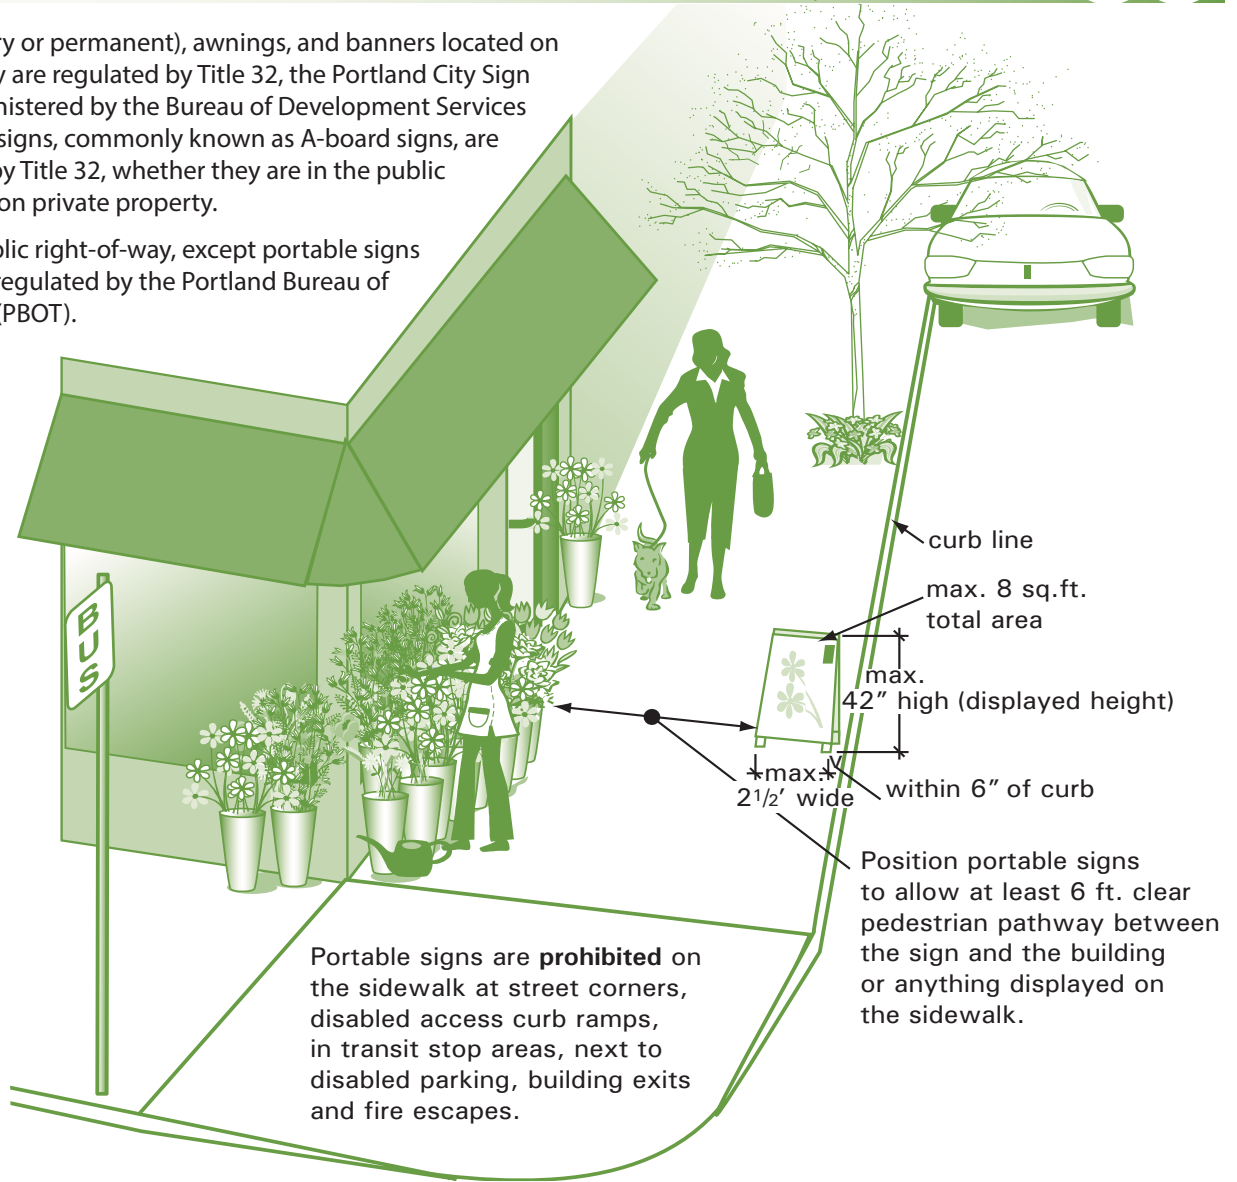 ry or permanent), awnings, and banners located on
y are regulated by Title 32, the Portland City Sign
nistered by the Bureau of Development Services
signs, commonly known as A-board signs, are
by Title 32, whether they are in the public
on private property.
blic right-of-way, except portable signs
regulated by the Portland Bureau of
(PBOT).
BUS
curb line
max. 8 sq.ft.
total area
max.
42” high (displayed height)
max.
2 1/2’ wide
within 6” of curb
Position portable signs
to allow at least 6 ft. clear
pedestrian pathway between
the sign and the building
or anything displayed on
the sidewalk.
Portable signs are prohibited on
the sidewalk at street corners,
disabled access curb ramps,
in transit stop areas, next to
disabled parking, building exits
and fire escapes.